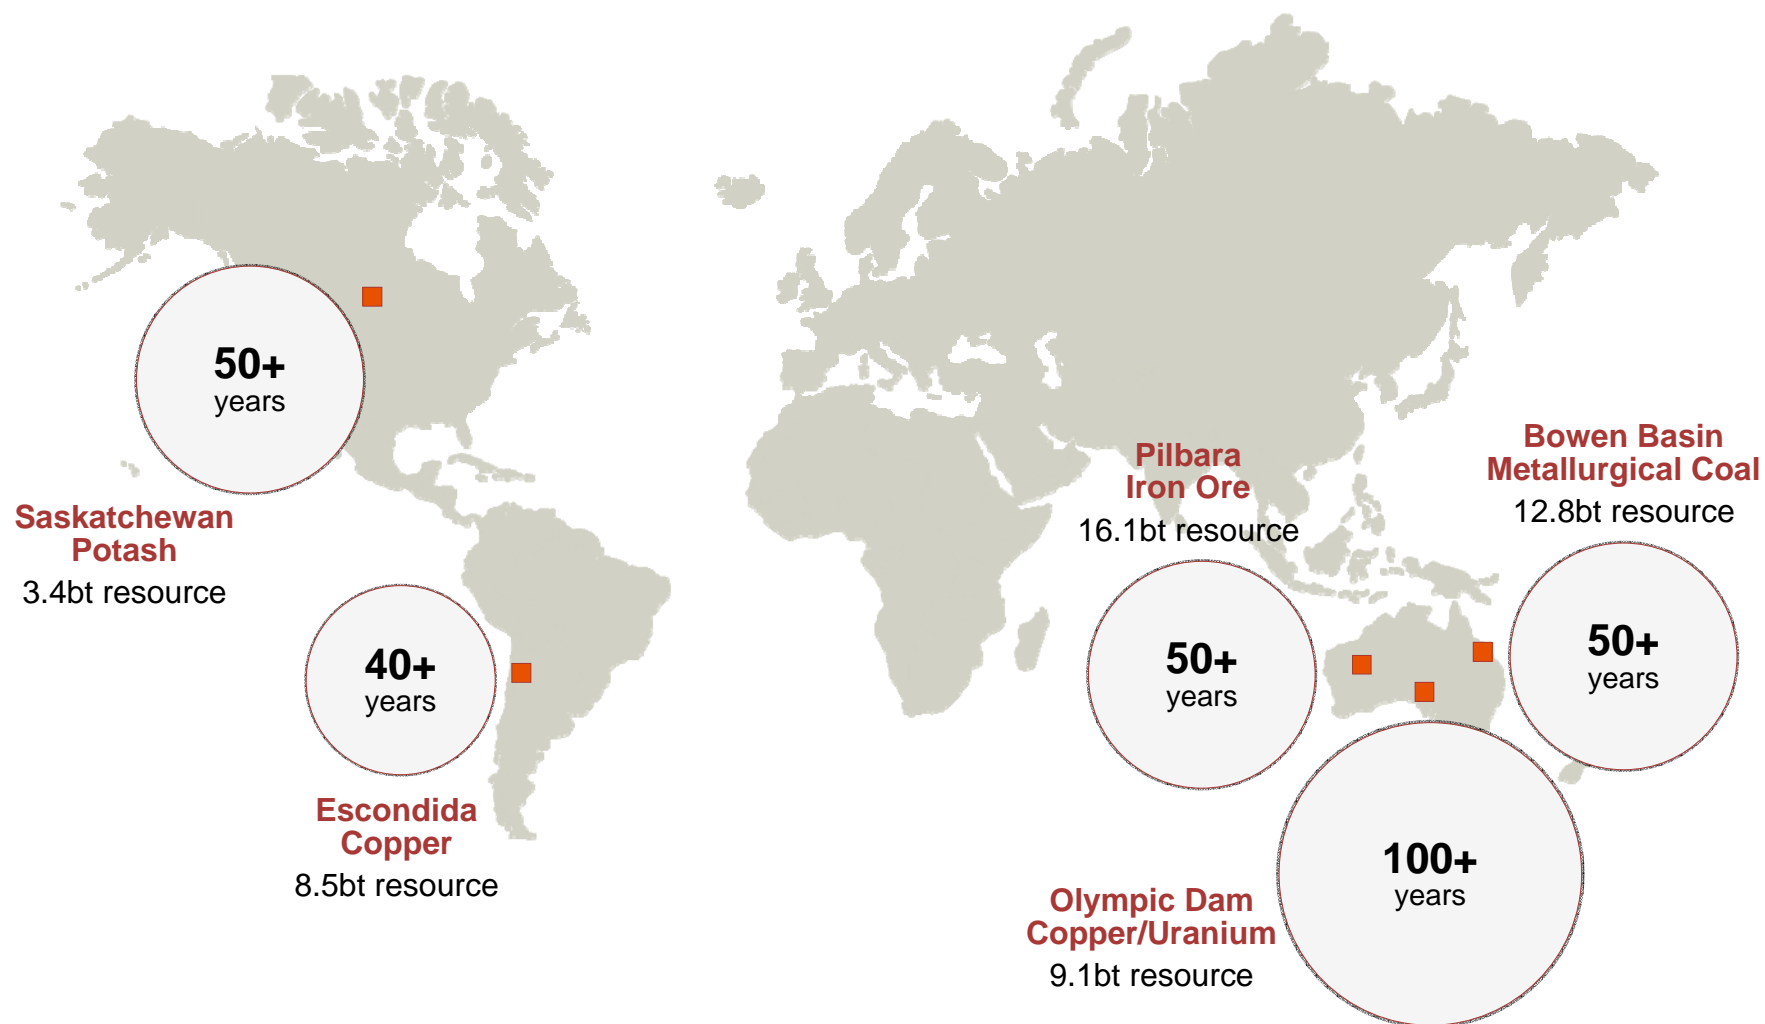 50+
years
Saskatchewan
Potash
3.4bt resource
40+
years
Escondida
Copper
8.5bt resource
Pilbara
Iron Ore
16.1bt resource
50+
years
Bowen Basin
Metallurgical Coal
12.8bt resource
50+
years
100+
years
Olympic Dam
Copper/Uranium
9.1bt resource